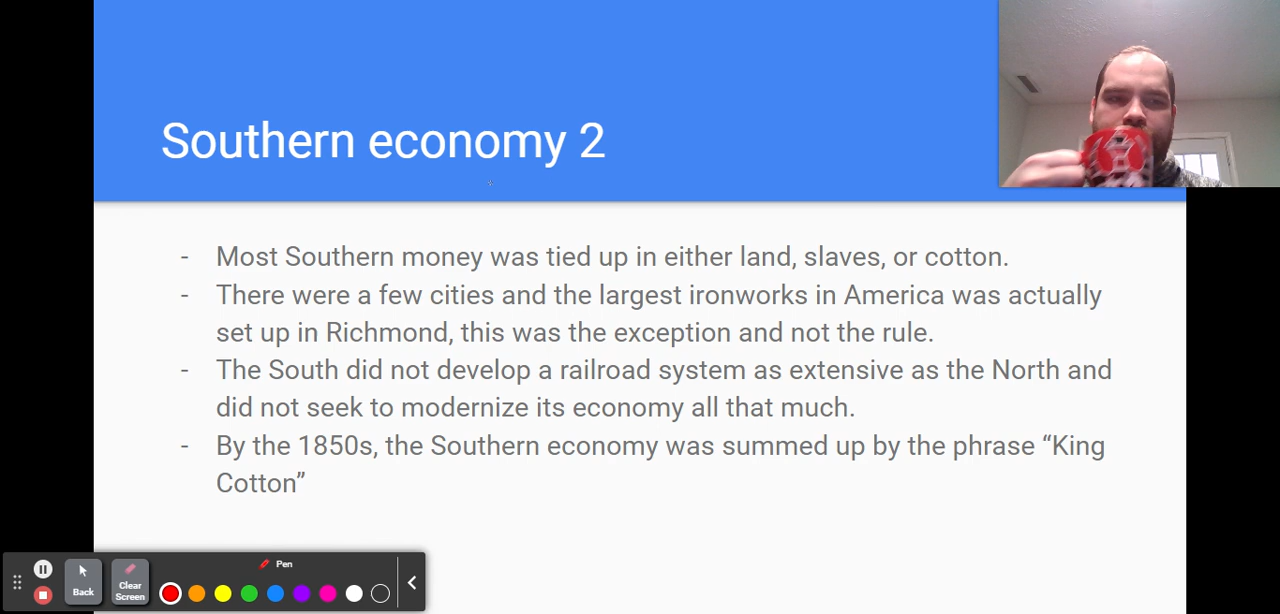 Southern economy 2
- Most Southern money was tied up in either land, slaves, or cotton.
- There were a few cities and the largest ironworks in America was actually
set up in Richmond, this was the exception and not the rule.
- The South did not develop a railroad system as extensive as the North and
did not seek to modernize its economy all that much.
- By the 1850s, the Southern economy was summed up by the phrase “King
Cotton”
Pen
Back
Clear
Screen